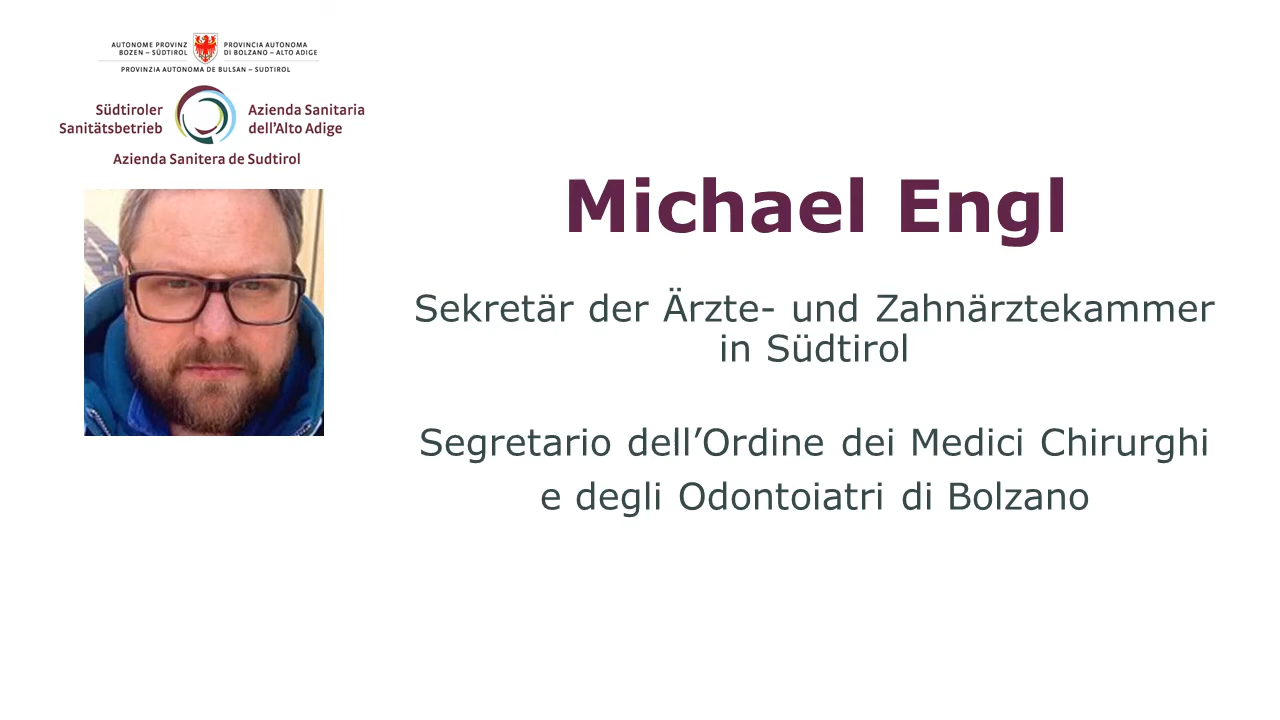 AUTONOME PROVINZ
BOZEN – SÜDTIROL
PROVINCIA AUTONOMA
DI BOLZANO – ALTO ADIGE
PROVINZIA AUTONOMA DE BULSAN – SUDTIROL
Südtiroler
Sanitätsbetrieb
Azienda Sanitaria
dell'Alto Adige
Azienda Sanitera de Sudtirol
Michael Engl
Sekretär der Ärzte- und Zahnärztekammer
in Südtirol
Segretario dell’Ordine dei Medici Chirurghi
e degli Odontoiatri di Bolzano